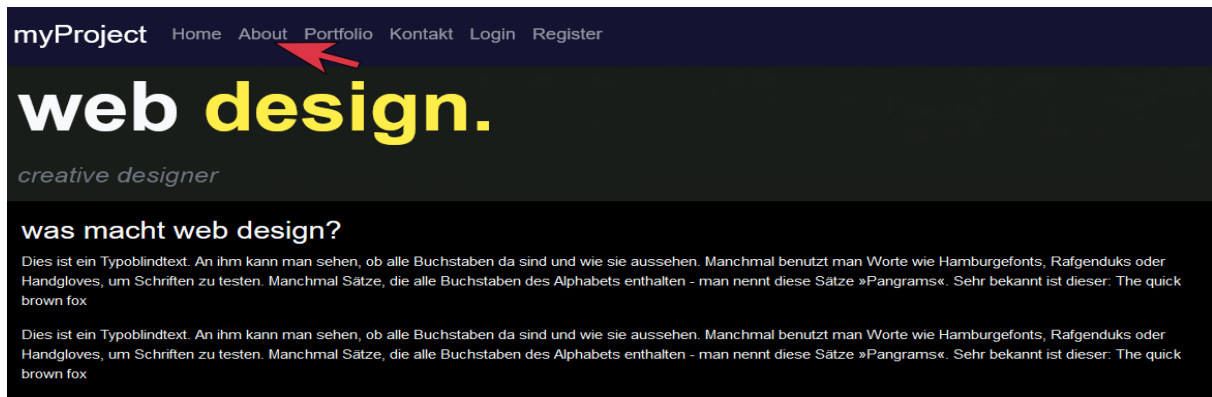 myProject Home About Portfolio Kontakt Login Register
web design.
creative designer
was macht web design?
Dies ist ein Typoblindtext. An ihm kann man sehen, ob alle Buchstaben da sind und wie sie aussehen. Manchmal benutzt man Worte wie Hamburgefonts, Rafgenduks oder
Handgloves, um Schriften zu testen. Manchmal Sätze, die alle Buchstaben des Alphabets enthalten - man nennt diese Sätze »Pangrams«. Sehr bekannt ist dieser: The quick
brown fox
Dies ist ein Typoblindtext. An ihm kann man sehen, ob alle Buchstaben da sind und wie sie aussehen. Manchmal benutzt man Worte wie Hamburgefonts, Rafgenduks oder
Handgloves, um Schriften zu testen. Manchmal Sätze, die alle Buchstaben des Alphabets enthalten - man nennt diese Sätze »Pangrams«. Sehr bekannt ist dieser: The quick
brown fox